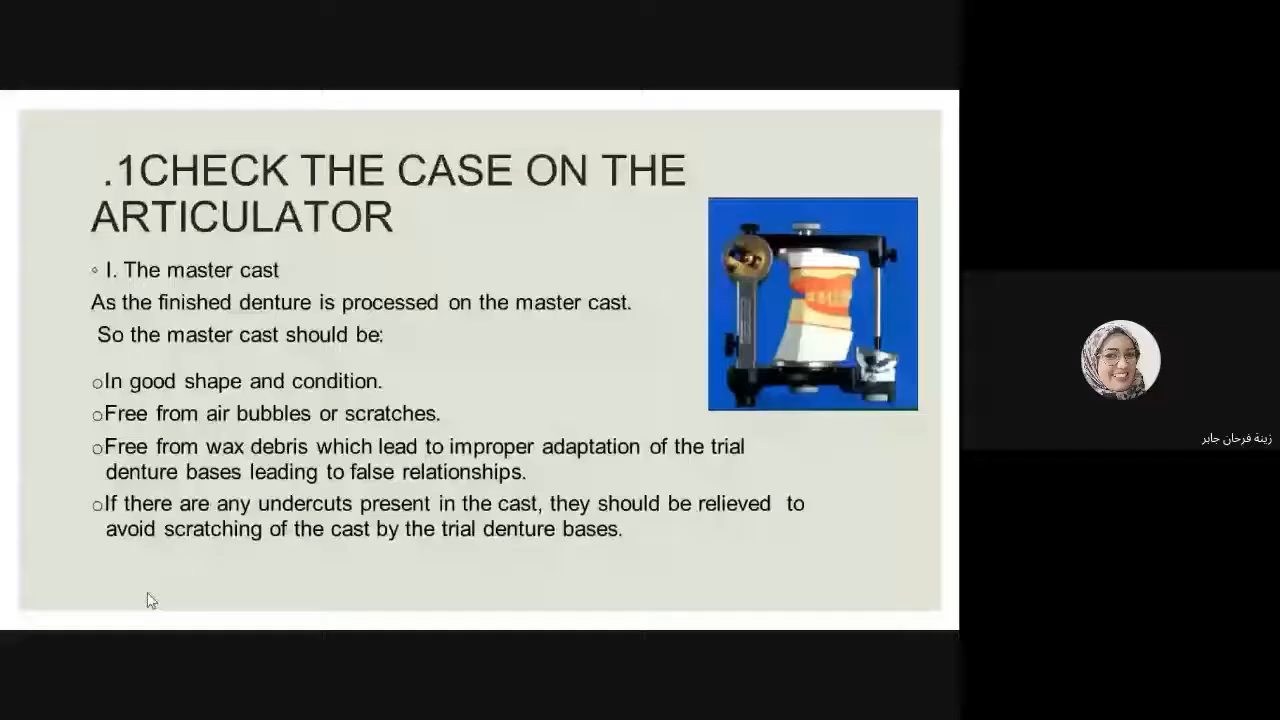 .1CHECK THE CASE ON THE
ARTICULATOR
◦ I. The master cast
As the finished denture is processed on the master cast.
So the master cast should be:
oIn good shape and condition.
oFree from air bubbles or scratches.
oFree from wax debris which lead to improper adaptation of the trial
denture bases leading to false relationships.
oIf there are any undercuts present in the cast, they should be relieved to
avoid scratching of the cast by the trial denture bases.
زينة فرحان جابر